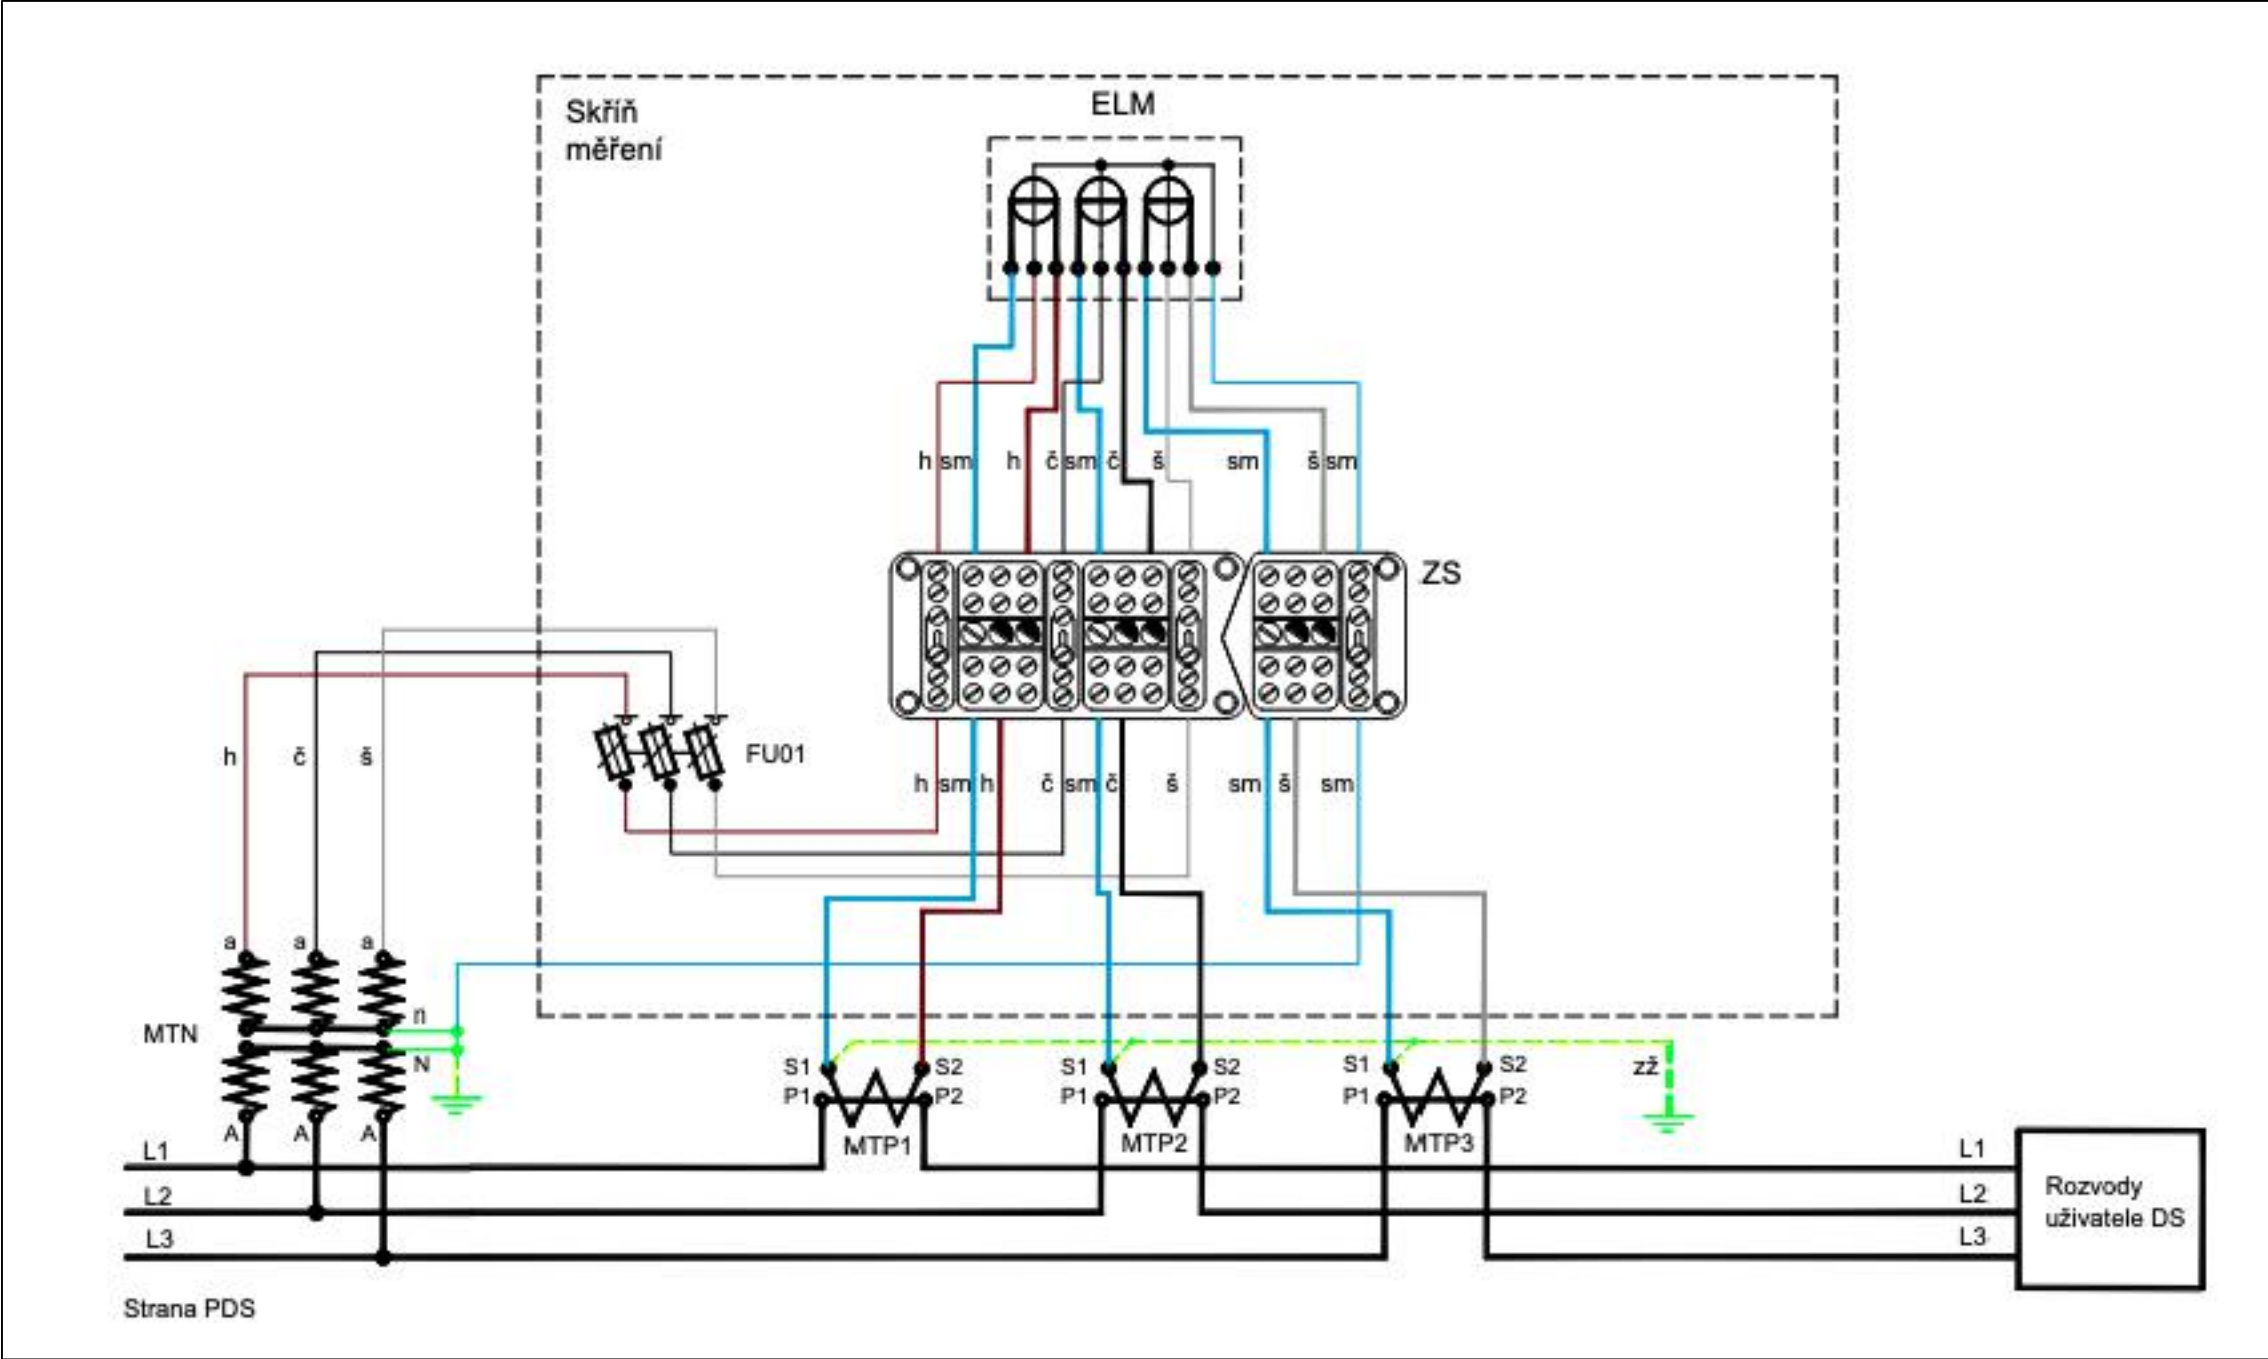 Skříň
měření
ELM
h sm h č sm č š sm š sm
ZS
h č š
FU01
h sm h č sm č š sm š sm
a a a
n
MTN
N
A A A
S1 S2 S1 S2 S1 S2 zž
P1 P2 P1 P2 P1 P2
MTP1 MTP2 MTP3
L1 L1
L2 L2
L3 L3
Rozvody
uživatele DS
Strana PDS